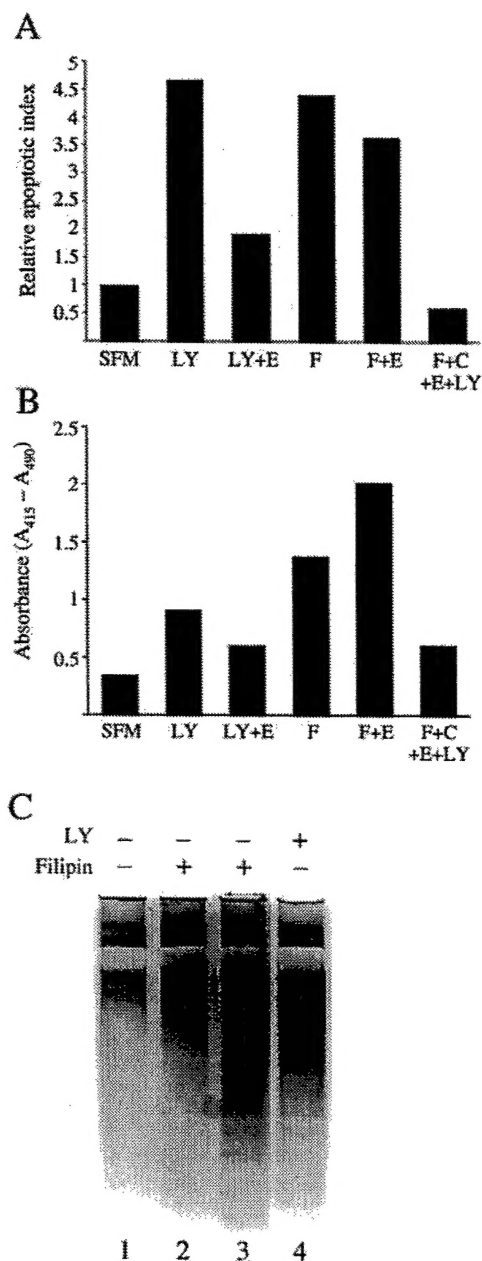 A
Relative apoptotic index
5
4.5
4
3.5
3
2.5
2
1.5
1
0.5
SFM LY LY+E F F+E F+C
+E+LY
B
Absorbance (A415 – A490)
2.5
2
1.5
1
0.5
SFM LY LY+E F F+E F+C
+E+LY
C
LY – – – +
Filipin – + + –
1 2 3 4